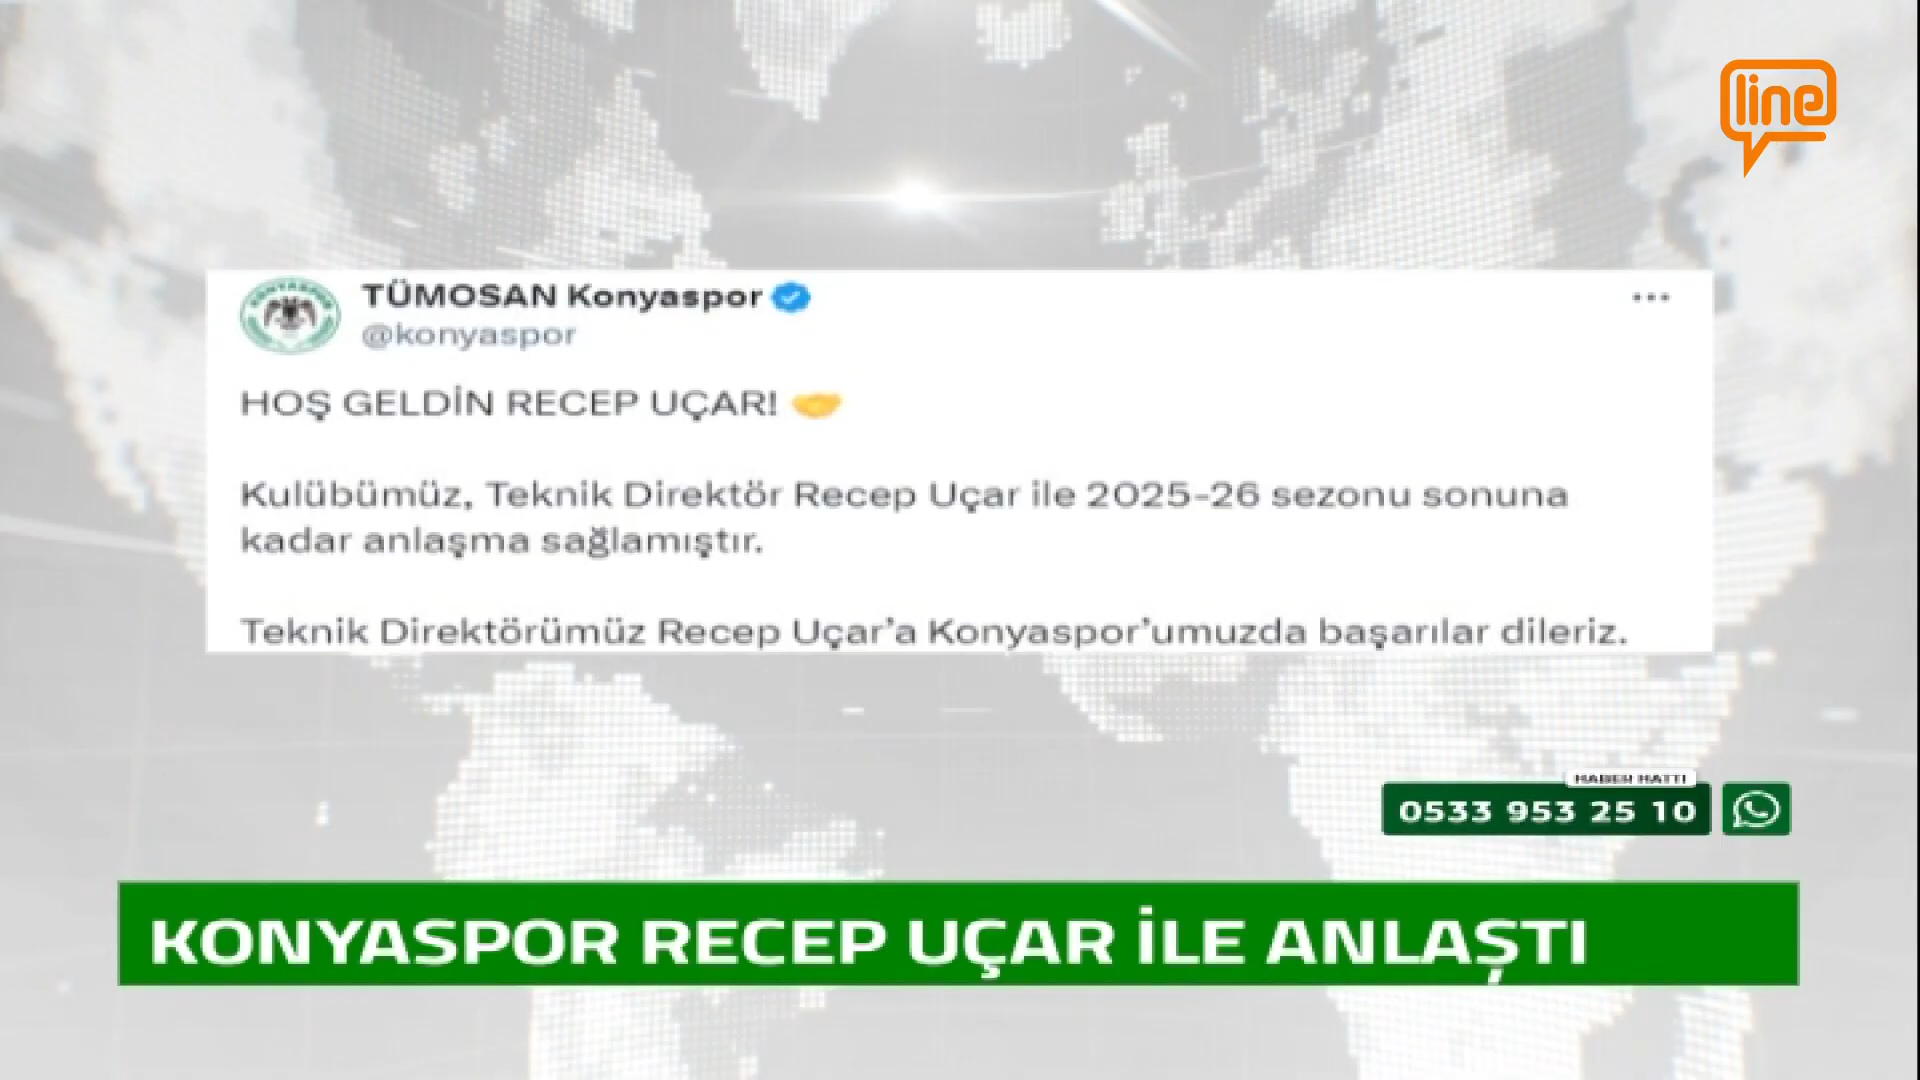 line
TÜMOSAN Konyaspor
@konyaspor
HOŞ GELDİN RECEP UÇAR!
Kulübümüz, Teknik Direktör Recep Uçar ile 2025-26 sezonu sonuna
kadar anlaşma sağlamıştır.
Teknik Direktörümüz Recep Uçar’a Konyaspor’umuzda başarılar dileriz.
HABER HATTI
0533 953 25 10
KONYASPOR RECEP UÇAR İLE ANLAŞTI